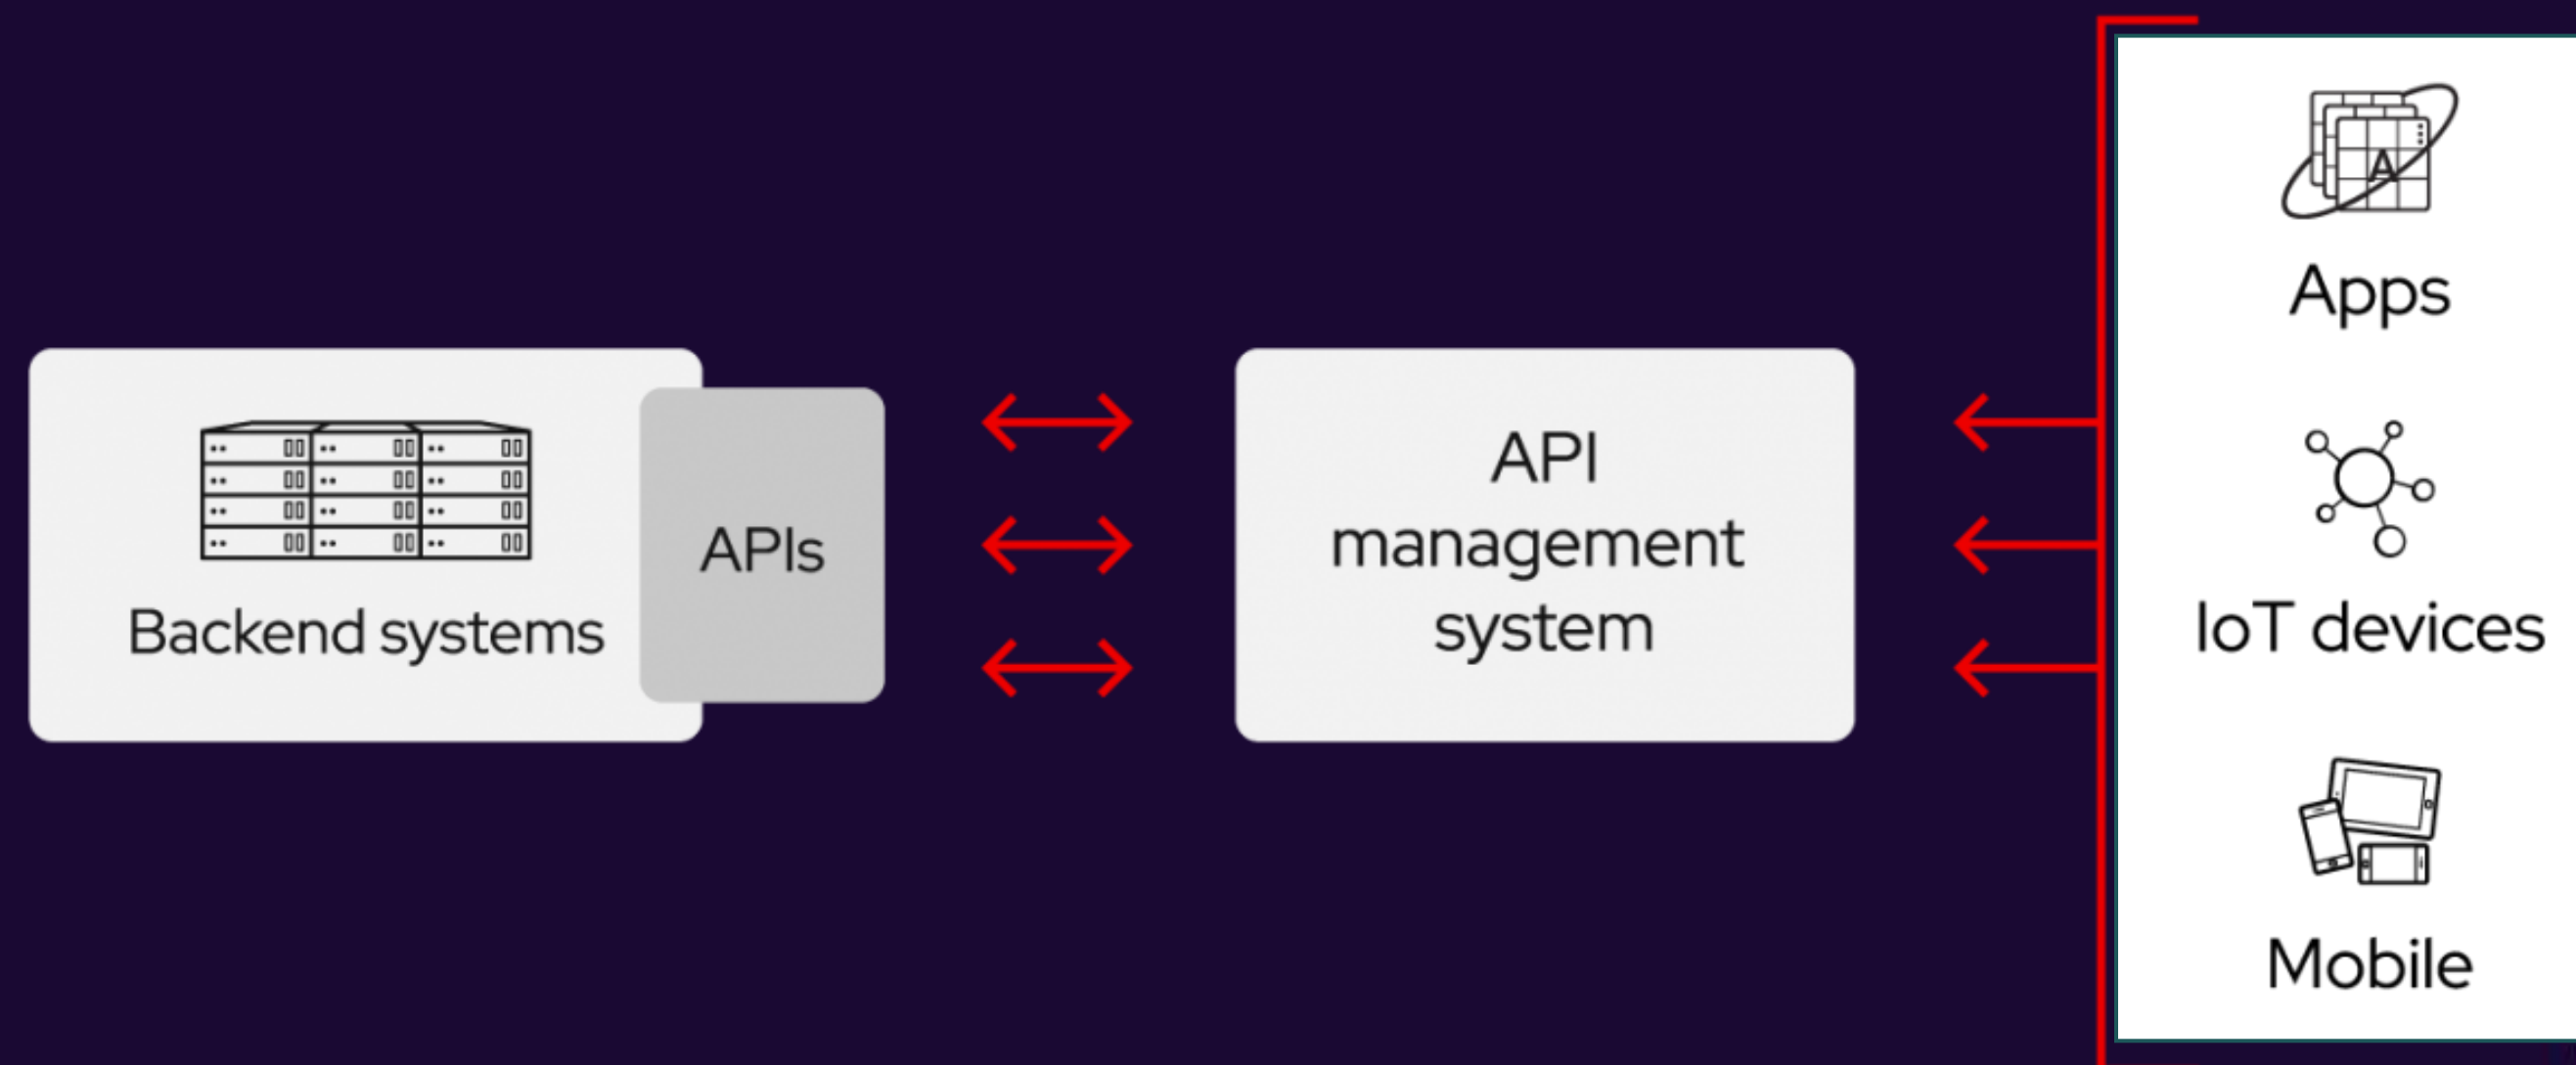 Backend systems
APIs
API
management
system
A
Apps
IoT devices
Mobile